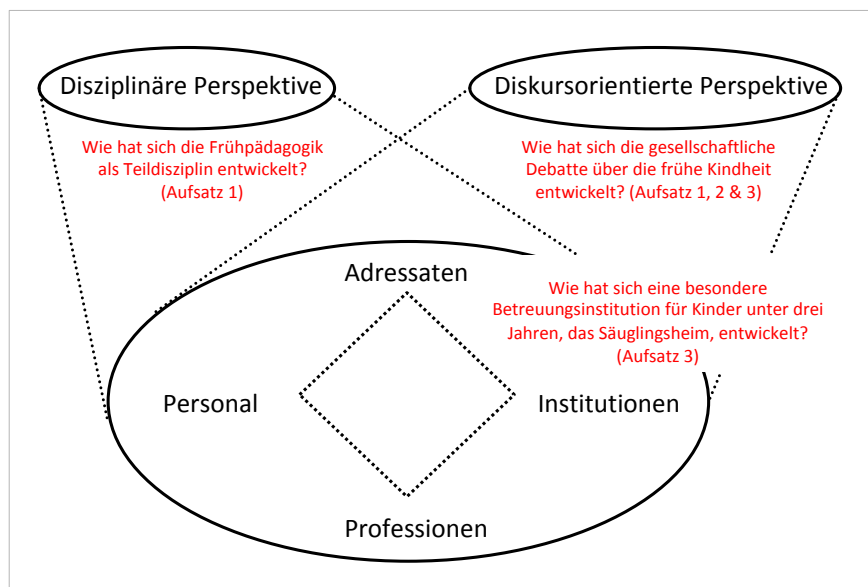 Disziplinäre Perspektive
Diskursorientierte Perspektive
Wie hat sich die Frühpädagogik
als Teildisziplin entwickelt?
(Aufsatz 1)
Wie hat sich die gesellschaftliche
Debatte über die frühe Kindheit
entwickelt? (Aufsatz 1, 2 & 3)
Adressaten
Wie hat sich eine besondere
Betreuungsinstitution für Kinder unter drei
Jahren, das Säuglingsheim, entwickelt?
(Aufsatz 3)
Personal
Institutionen
Professionen